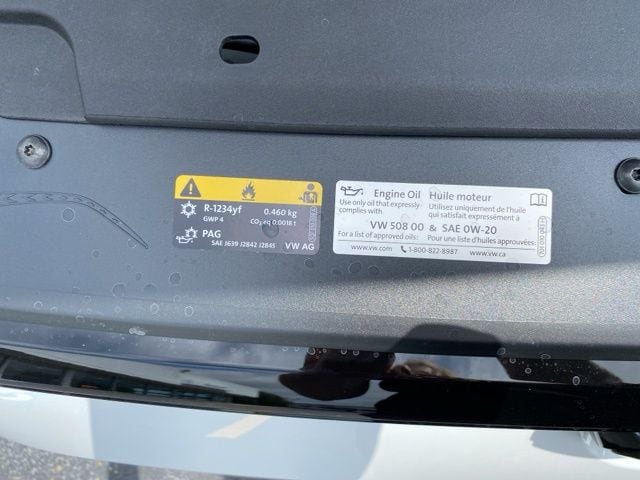 R-1234yf 0.460 kg
GWP 4 CO₂eq 0.0018 t
PAG
SAE J639 J2842 J2845 VW AG
Engine Oil Huile moteur
Use only oil that expressly Utilisez uniquement de l'huile
complies with qui satisfait expressément à
VW 508 00 & SAE 0W-20
For a list of approved oils: Pour une liste d'huiles approuvées:
www.vw.com 1-800-822-8987 www.vw.ca